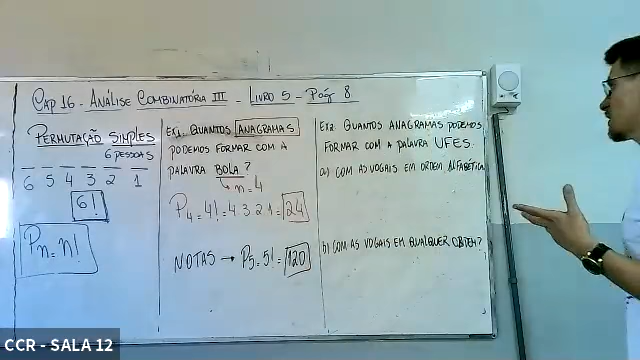 CAP 16 - ANÁLISE COMBINATÓRIA III - LIVRO 5 - PÁG 8
PERMUTAÇÃO SIMPLES
6 PESSOAS
6 5 4 3 2 1
6!
Pn = n!
EX1. QUANTOS ANAGRAMAS
PODEMOS FORMAR COM A
PALAVRA BOLA?
n=4
P4 = 4! = 4.3.2.1 = 24
NOTAS → P5 = 5! = 120
EX2. QUANTOS ANAGRAMAS PODEMOS
FORMAR COM A PALAVRA UFES.
a) COM AS VOGAIS EM ORDEM ALFABÉTICA
b) COM AS VOGAIS EM QUALQUER ORDEM?
CCR - SALA 12